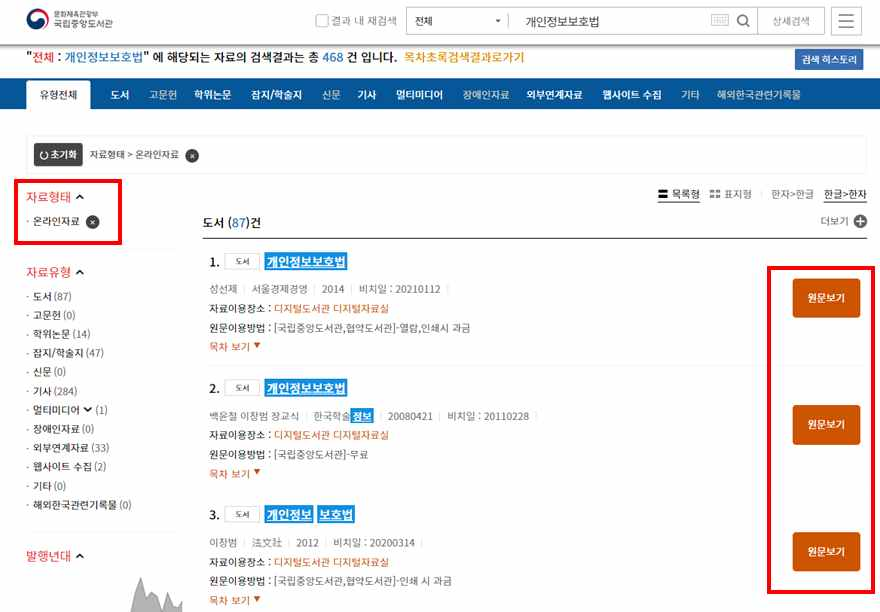 문화체육관광부
국립중앙도서관
결과 내 재검색 전체 개인정보보호법 상세검색
"전체 : 개인정보보호법" 에 해당되는 자료의 검색결과는 총 468 건 입니다. 목차초록검색결과로가기
검색 히스토리
유형전체 도서 고문헌 학위논문 잡지/학술지 신문 기사 멀티미디어 장애인자료 외부연계자료 웹사이트 수집 기타 해외한국관련기록물
초기화 자료형태 > 온라인자료
자료형태
· 온라인자료
자료유형
· 도서 (87)
· 고문헌 (0)
· 학위논문 (14)
· 잡지/학술지 (47)
· 신문 (0)
· 기사 (284)
· 멀티미디어 (1)
· 장애인자료 (0)
· 외부연계자료 (33)
· 웹사이트 수집 (2)
· 기타 (0)
· 해외한국관련기록물 (0)
발행년대
목록형 표지형 한자>한글 한글>한자
도서 (87)건
더보기
1. 도서 개인정보보호법
성선제 서울경제경영 2014 비치일 : 20210112
자료이용장소 : 디지털도서관 디지털자료실
원문이용방법 : [국립중앙도서관,협약도서관]-열람,인쇄시 과금
목차 보기
원문보기
2. 도서 개인정보보호법
백윤철 이창범 장교식 한국학술정보 20080421 비치일 : 20110228
자료이용장소 : 디지털도서관 디지털자료실
원문이용방법 : [국립중앙도서관]-무료
목차 보기
원문보기
3. 도서 개인정보 보호법
이창범 法文社 2012 비치일 : 20200314
자료이용장소 : 디지털도서관 디지털자료실
원문이용방법 : [국립중앙도서관,협약도서관]-인쇄 시 과금
목차 보기
원문보기